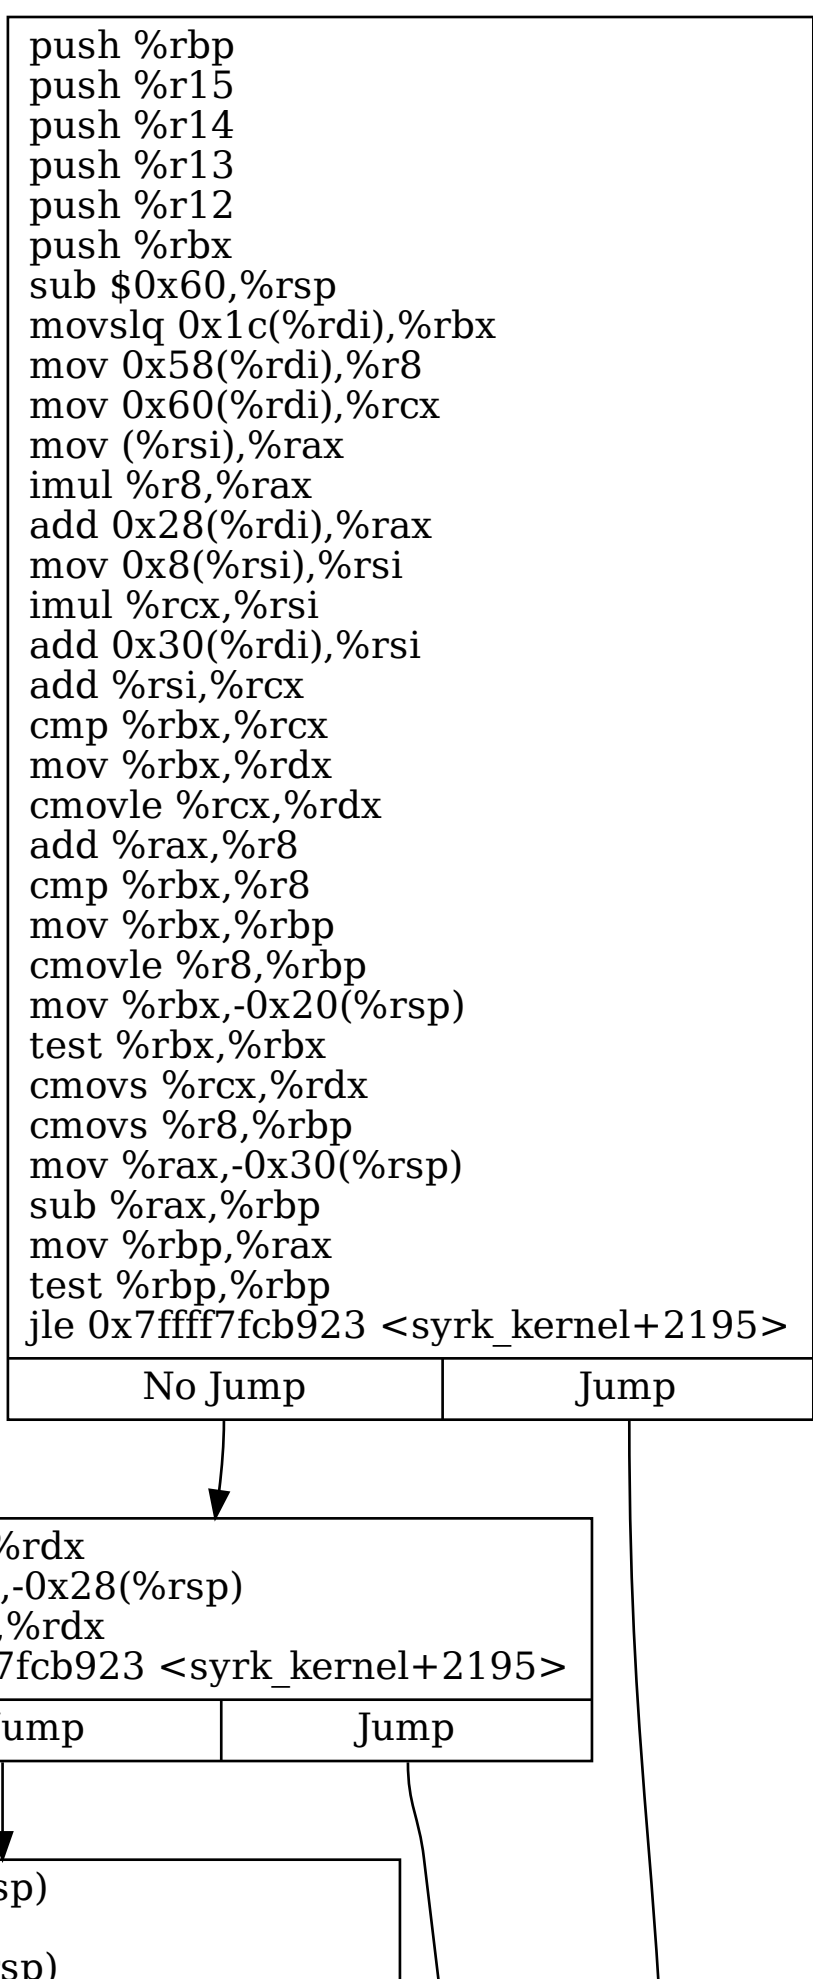 push %rbp
push %r15
push %r14
push %r13
push %r12
push %rbx
sub $0x60,%rsp
movslq 0x1c(%rdi),%rbx
mov 0x58(%rdi),%r8
mov 0x60(%rdi),%rcx
mov (%rsi),%rax
imul %r8,%rax
add 0x28(%rdi),%rax
mov 0x8(%rsi),%rsi
imul %rcx,%rsi
add 0x30(%rdi),%rsi
add %rsi,%rcx
cmp %rbx,%rcx
mov %rbx,%rdx
cmovle %rcx,%rdx
add %rax,%r8
cmp %rbx,%r8
mov %rbx,%rbp
cmovle %r8,%rbp
mov %rbx,-0x20(%rsp)
test %rbx,%rbx
cmovs %rcx,%rdx
cmovs %r8,%rbp
mov %rax,-0x30(%rsp)
sub %rax,%rbp
mov %rbp,%rax
test %rbp,%rbp
jle 0x7ffff7fcb923 <syrk_kernel+2195>
No Jump Jump
%rdx
,-0x28(%rsp)
,%rdx
7fcb923 <syrk_kernel+2195>
ump Jump
sp)
sp)